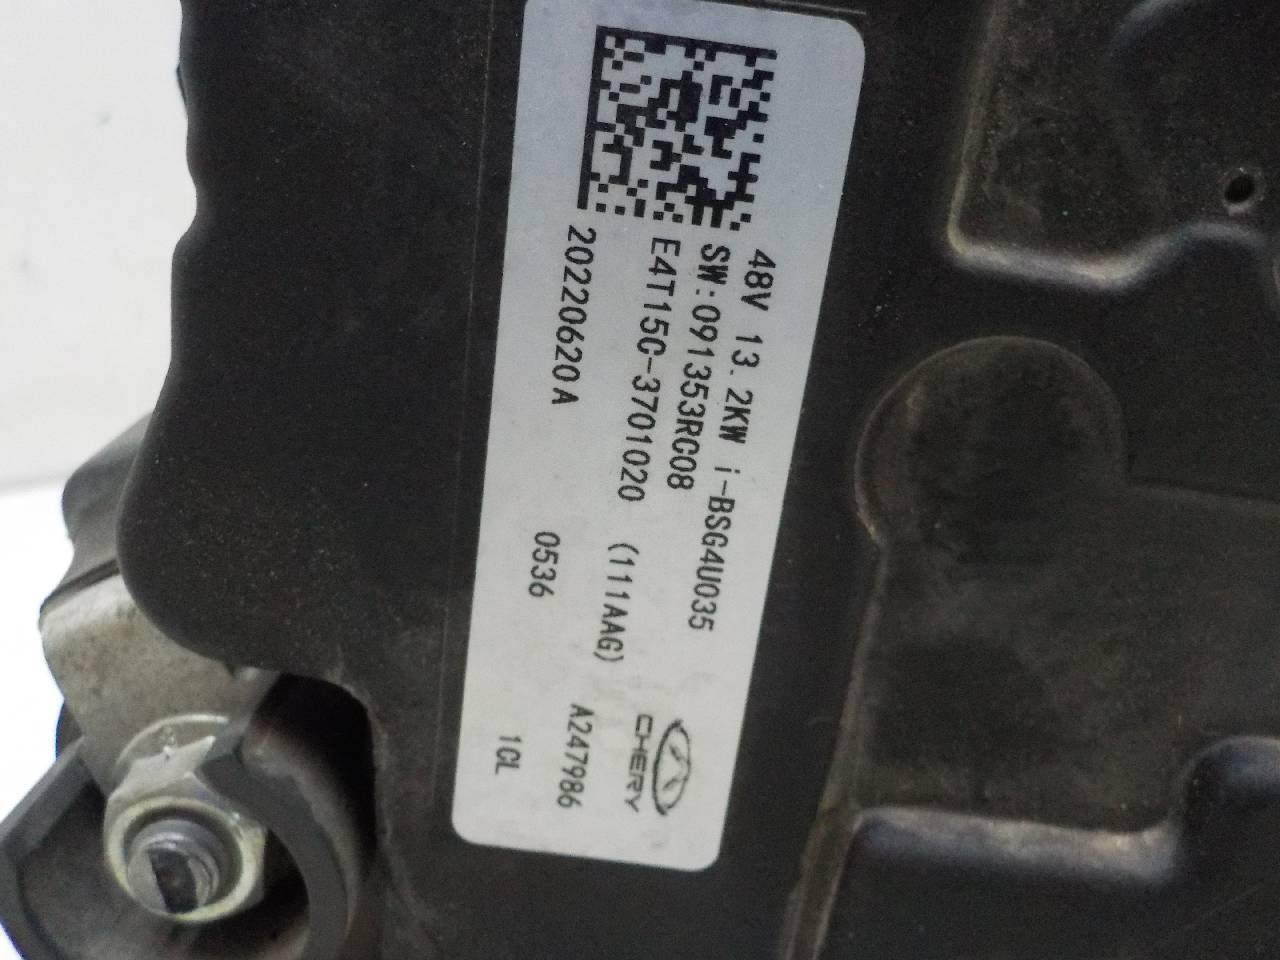 48V 13.2KW i-BSG4U035
SW:091353RC08
E4T15C-3701020 (111AAG) A247986
20220620A 0536 1CL
CHERY